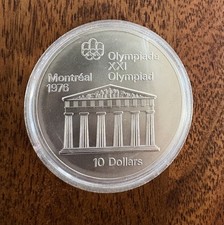 Olympiade
XXI
Olympiad
Montréal
1976
10 Dollars